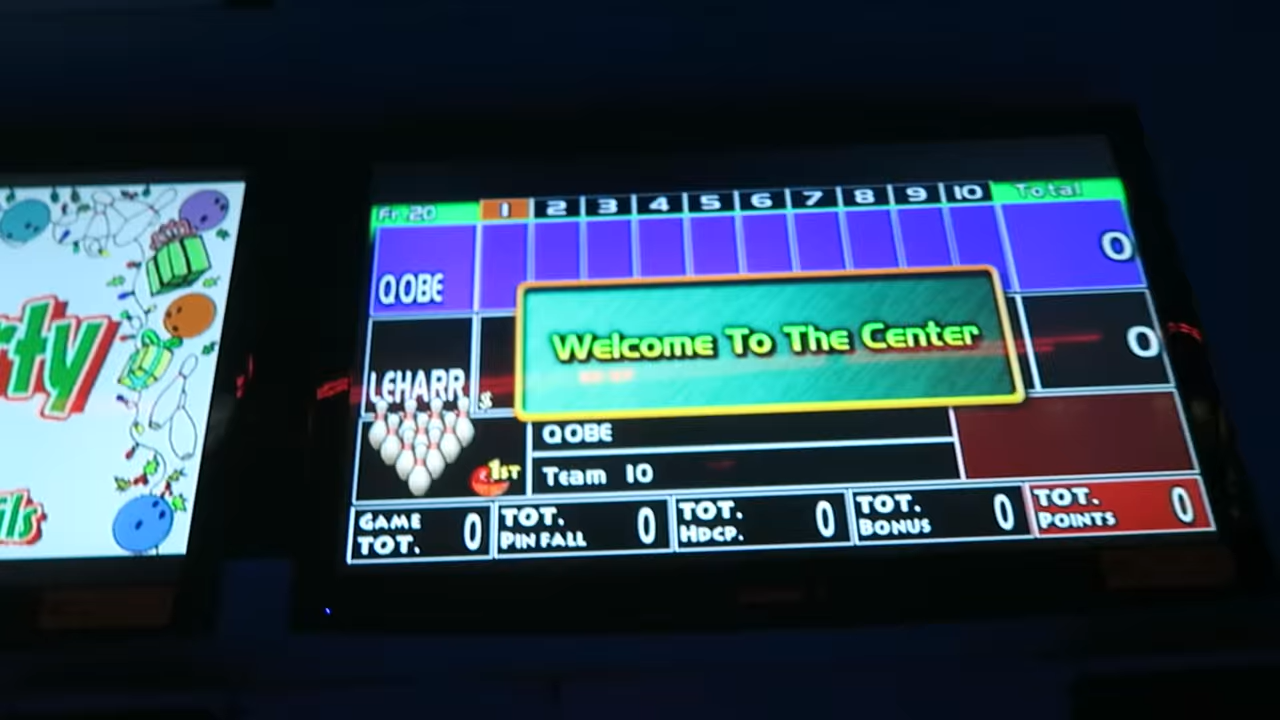 rty
ils
Fr 20 1 2 3 4 5 6 7 8 9 10 Total
QOBE 0
LEHARR $ 0
Welcome To The Center
QOBE
1ST
Team 10
GAME TOT. 0
TOT. PIN FALL 0
TOT. HDCP. 0
TOT. BONUS 0
TOT. POINTS 0